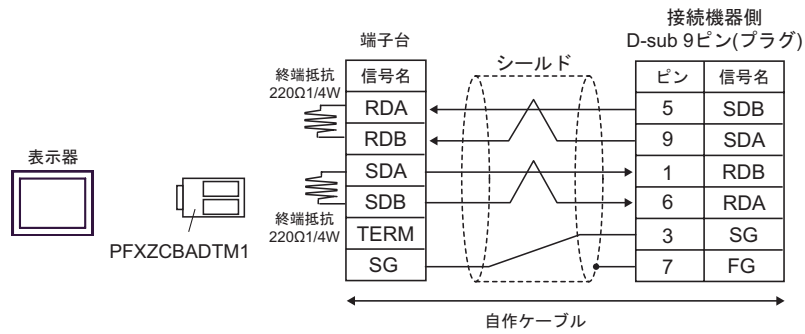 接続機器側
端子台
D-sub 9ピン(プラグ)
シールド
終端抵抗
220Ω1/4W
信号名
ピン 信号名
RDA 5 SDB
RDB 9 SDA
表示器
SDA 1 RDB
SDB 6 RDA
終端抵抗
220Ω1/4W
TERM 3 SG
PFXZCBADTM1
SG 7 FG
自作ケーブル